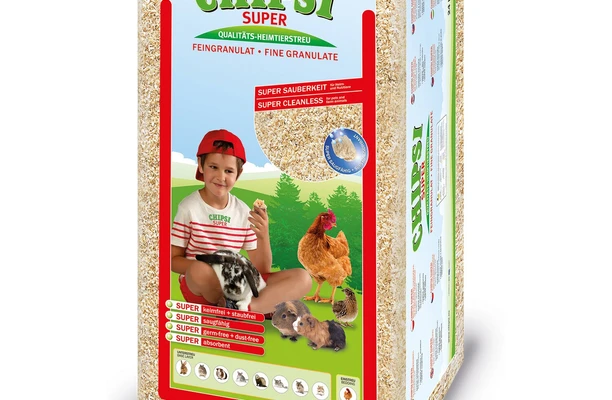 CHIPSI
SUPER
QUALITÄTS-HEIMTIERSTREU
FEINGRANULAT • FINE GRANULATE
SUPER SAUBERKEIT
SUPER CLEANLESS
CHIPSI
SUPER
SUPER keimfrei + staubfrei
SUPER saugfähig
SUPER germ-free + dust-free
SUPER absorbent
CHIPSI
SUPER